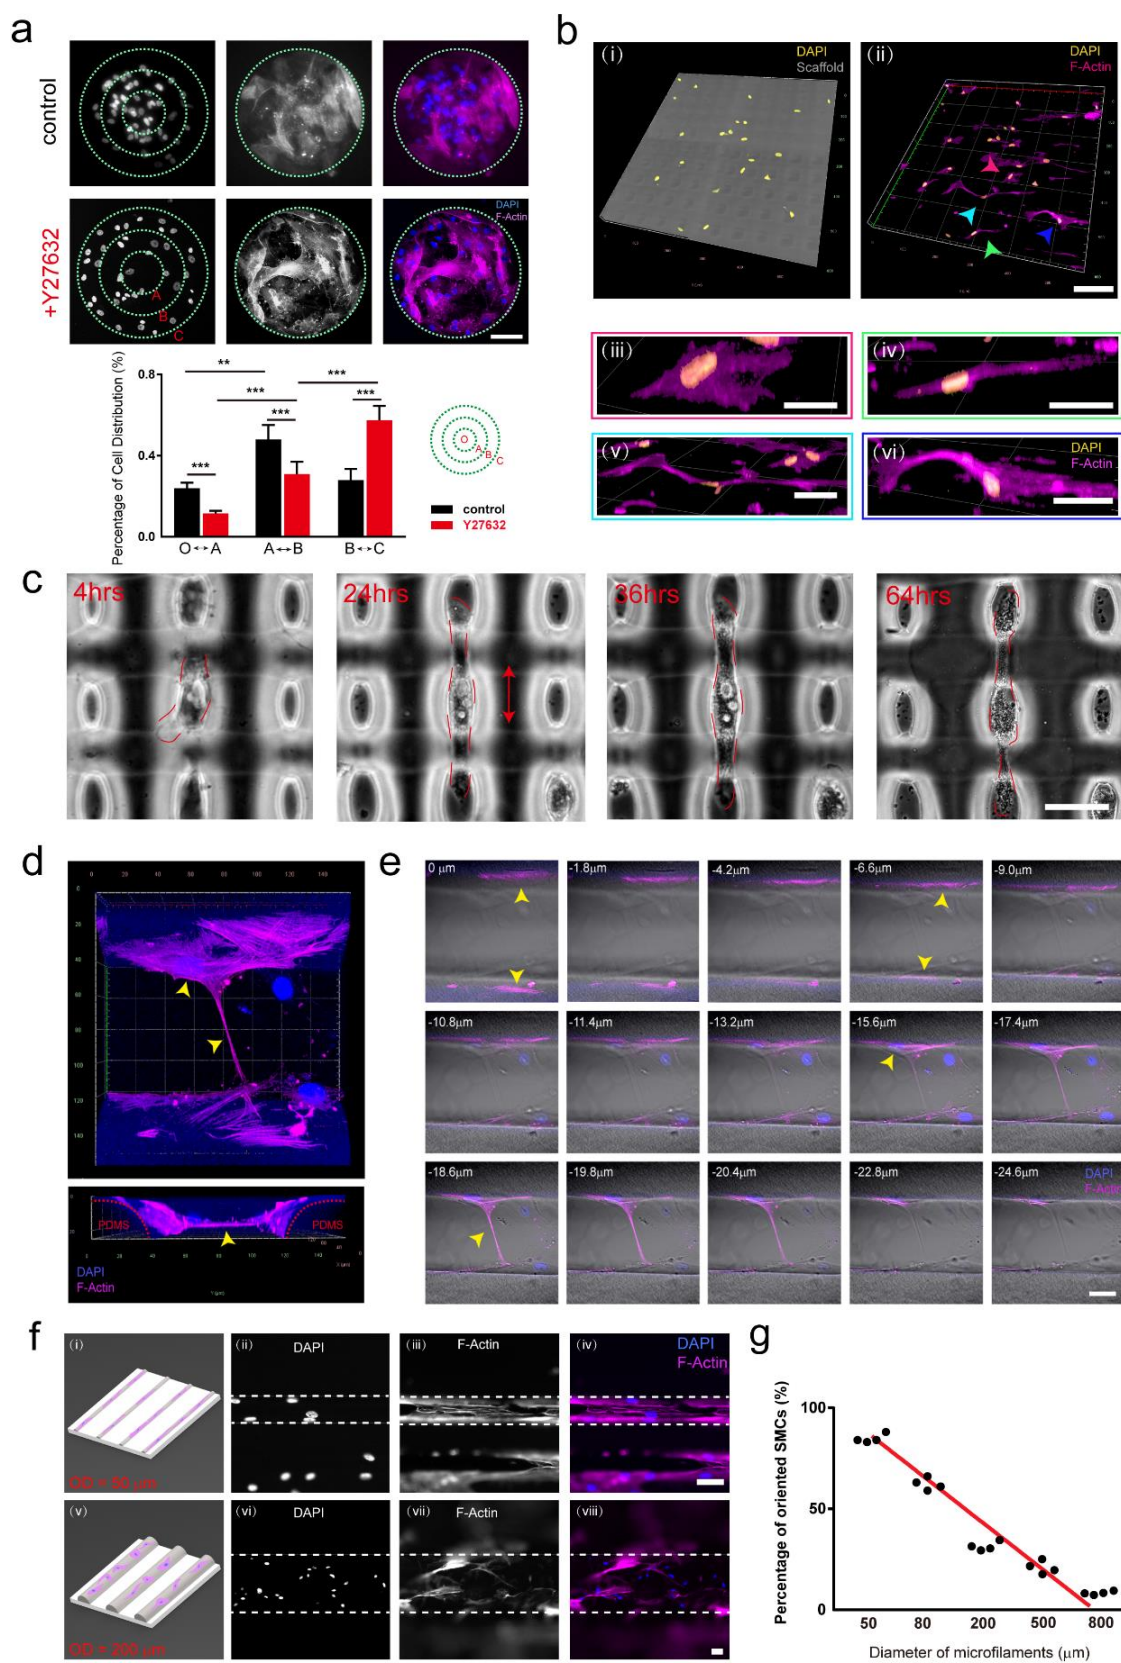 a
control
+Y27632
DAPI
F-Actin
A
B
C
Percentage of Cell Distribution (%)
0.8
0.4
0.0
**
***
***
***
***
***
O↔A
A↔B
B↔C
O
A
B
C
control
Y27632
b
(i)
DAPI
Scaffold
(ii)
DAPI
F-Actin
(iii)
(iv)
(v)
(vi)
DAPI
F-Actin
c
4hrs
24hrs
36hrs
64hrs
d
PDMS
PDMS
DAPI
F-Actin
e
0 µm
-1.8µm
-4.2µm
-6.6µm
-9.0µm
-10.8µm
-11.4µm
-13.2µm
-15.6µm
-17.4µm
-18.6µm
-19.8µm
-20.4µm
-22.8µm
-24.6µm
DAPI
F-Actin
f
(i)
OD = 50 µm
(ii)
DAPI
(iii)
F-Actin
(iv)
DAPI
F-Actin
(v)
OD = 200 µm
(vi)
DAPI
(vii)
F-Actin
(viii)
g
Percentage of oriented SMCs (%)
100
50
0
50
80
200
500
800
Diameter of microfilaments (µm)